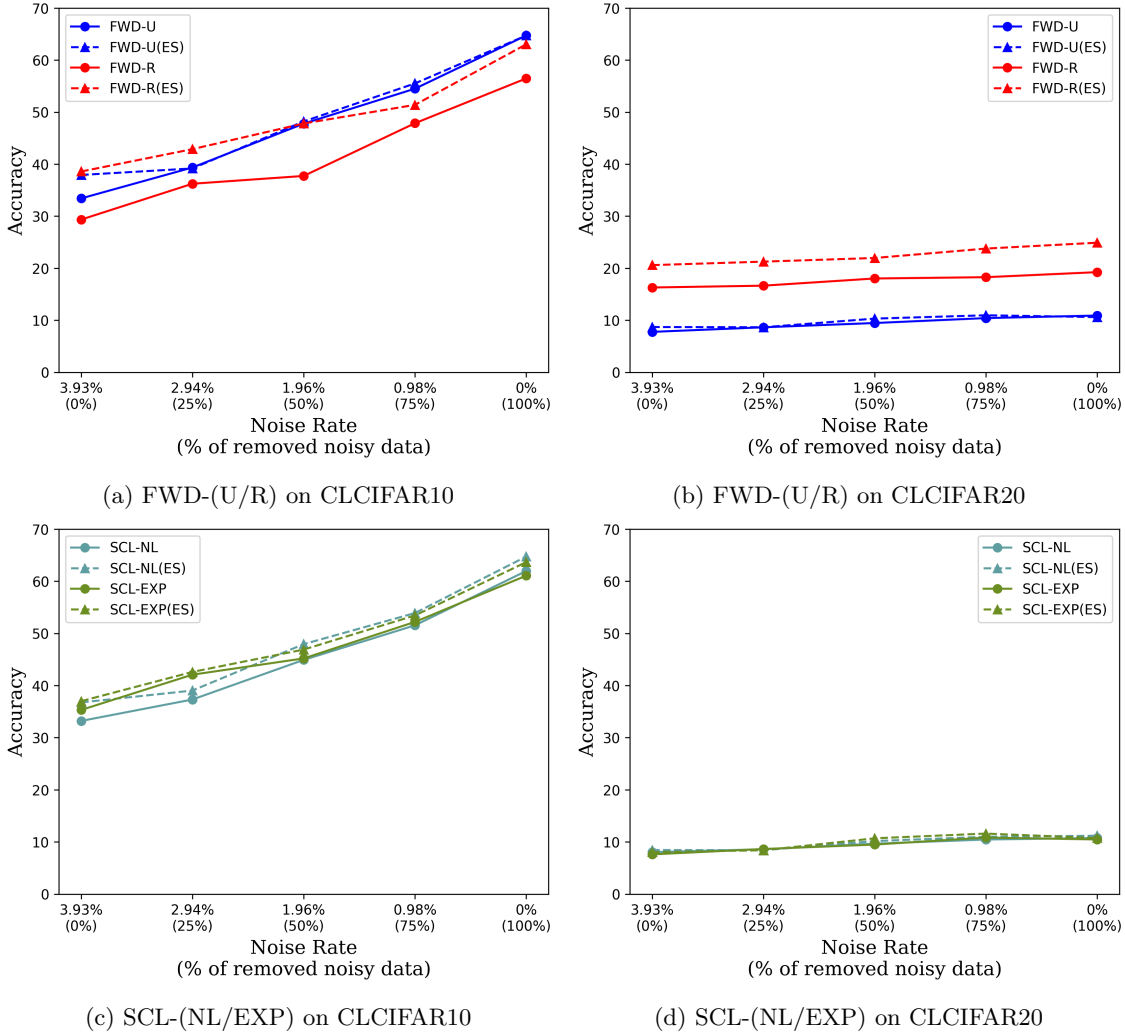 70
60
50
40
30
20
10
0
Accuracy
FWD-U
FWD-U(ES)
FWD-R
FWD-R(ES)
3.93% 2.94% 1.96% 0.98% 0%
(0%) (25%) (50%) (75%) (100%)
Noise Rate
(% of removed noisy data)
(a) FWD-(U/R) on CLCIFAR10
70
60
50
40
30
20
10
0
Accuracy
FWD-U
FWD-U(ES)
FWD-R
FWD-R(ES)
3.93% 2.94% 1.96% 0.98% 0%
(0%) (25%) (50%) (75%) (100%)
Noise Rate
(% of removed noisy data)
(b) FWD-(U/R) on CLCIFAR20
70
60
50
40
30
20
10
0
Accuracy
SCL-NL
SCL-NL(ES)
SCL-EXP
SCL-EXP(ES)
3.93% 2.94% 1.96% 0.98% 0%
(0%) (25%) (50%) (75%) (100%)
Noise Rate
(% of removed noisy data)
(c) SCL-(NL/EXP) on CLCIFAR10
70
60
50
40
30
20
10
0
Accuracy
SCL-NL
SCL-NL(ES)
SCL-EXP
SCL-EXP(ES)
3.93% 2.94% 1.96% 0.98% 0%
(0%) (25%) (50%) (75%) (100%)
Noise Rate
(% of removed noisy data)
(d) SCL-(NL/EXP) on CLCIFAR20